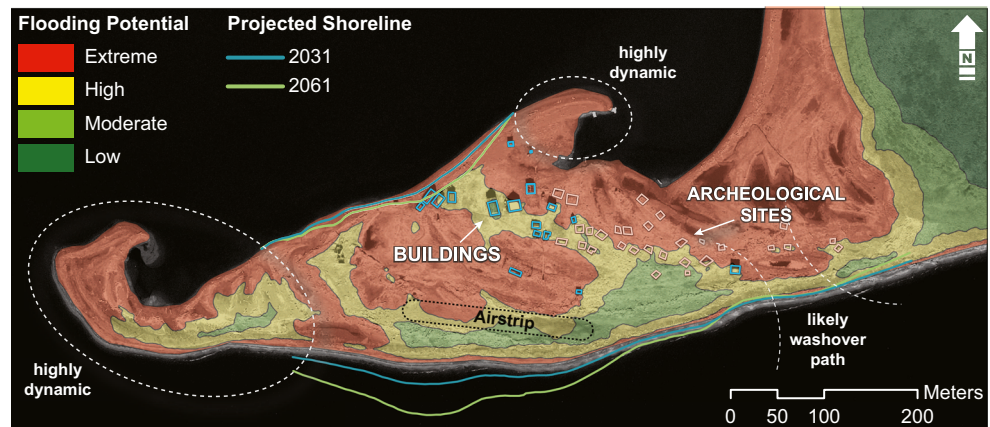 Flooding Potential
Extreme
High
Moderate
Low
Projected Shoreline
2031
2061
highly
dynamic
N
ARCHEOLOGICAL
SITES
BUILDINGS
Airstrip
highly
dynamic
likely
washover
path
Meters
0 50 100 200